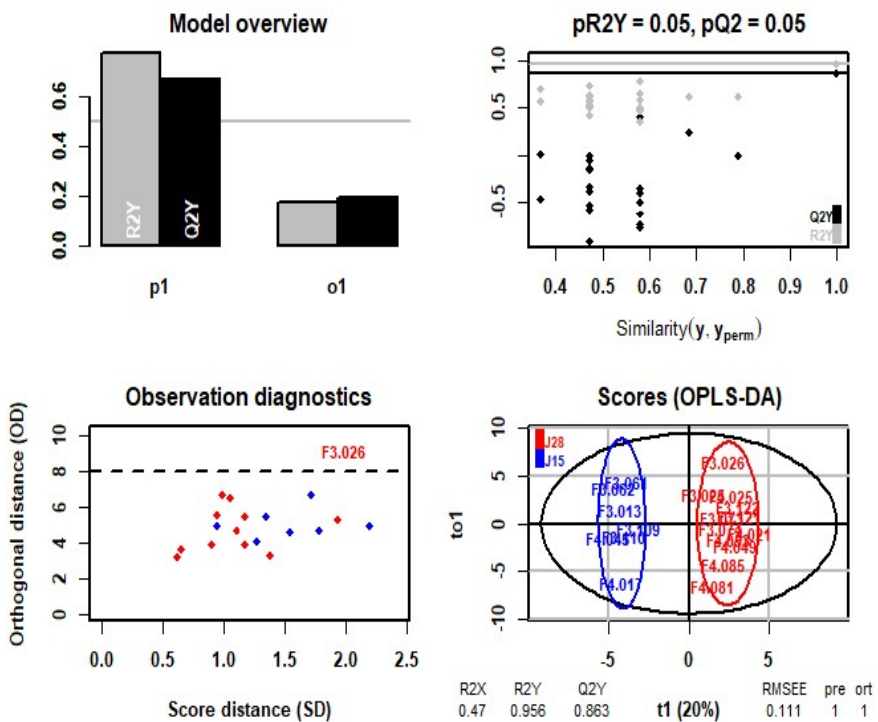 Model overview
0.0 0.2 0.4 0.6
R2Y
Q2Y
p1 o1
pR2Y = 0.05, pQ2 = 0.05
1.0
0.5
-0.5
Q2Y
R2Y
0.4 0.5 0.6 0.7 0.8 0.9 1.0
Similarity(y, yperm)
Observation diagnostics
Orthogonal distance (OD)
10
8
6
4
2
0
F3.026
0.0 0.5 1.0 1.5 2.0 2.5
Score distance (SD)
Scores (OPLS-DA)
to1
10
5
0
-5
-10
J28
J15
F3.026
F3.061
F3.062
F4.025
F3.013
F4.021
F4.049
F4.085
F4.017
F4.081
-5 0 5
t1 (20%)
R2X R2Y Q2Y RMSEE pre ort
0.47 0.956 0.863 0.111 1 1